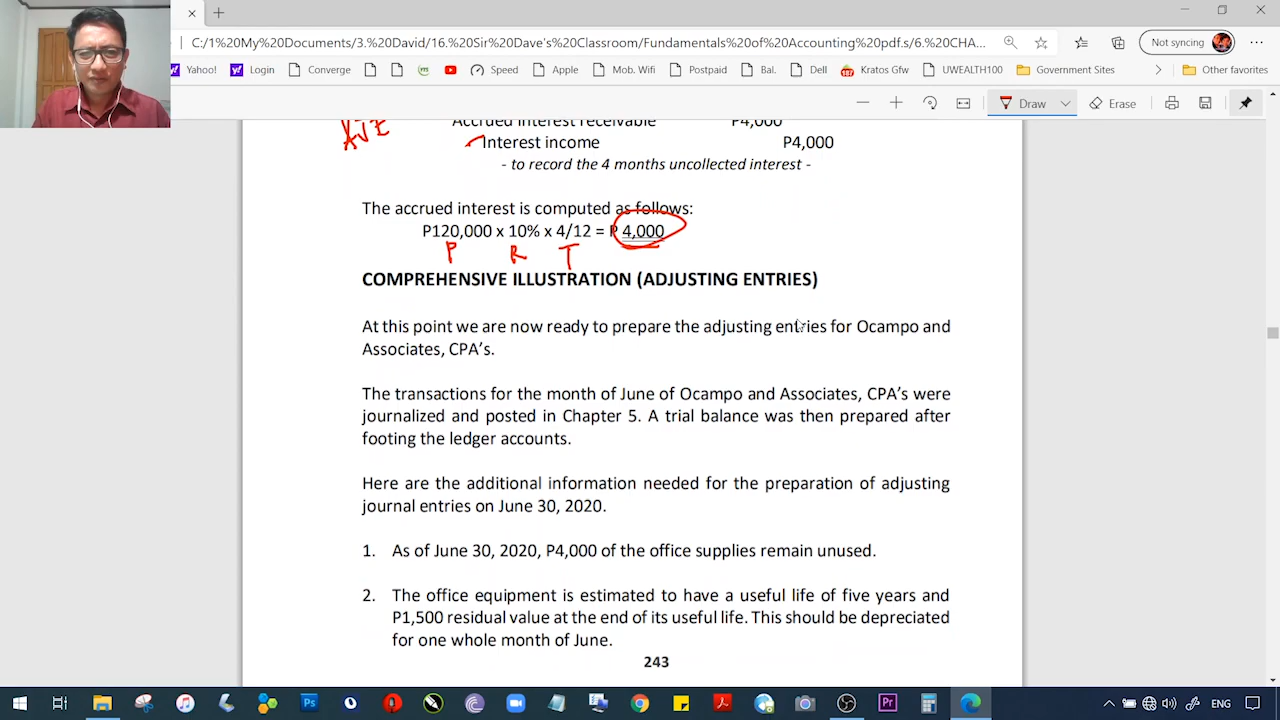 C:/1%20My%20Documents/3.%20David/16.%20Sir%20Dave's%20Classroom/Fundamentals%20of%20Accounting%20pdf.s/6.%20CHA...
Not syncing
Yahoo!
Login
Converge
Speed
Apple
Mob. Wifi
Postpaid
Bal.
Dell
Kratos Gfw
UWEALTH100
Government Sites
Other favorites
Draw
Erase
AJE
Accrued interest receivable P4,000
Interest income P4,000
- to record the 4 months uncollected interest -
The accrued interest is computed as follows:
P120,000 x 10% x 4/12 = P 4,000
P R T
COMPREHENSIVE ILLUSTRATION (ADJUSTING ENTRIES)
At this point we are now ready to prepare the adjusting entries for Ocampo and
Associates, CPA’s.
The transactions for the month of June of Ocampo and Associates, CPA’s were
journalized and posted in Chapter 5. A trial balance was then prepared after
footing the ledger accounts.
Here are the additional information needed for the preparation of adjusting
journal entries on June 30, 2020.
1. As of June 30, 2020, P4,000 of the office supplies remain unused.
2. The office equipment is estimated to have a useful life of five years and
P1,500 residual value at the end of its useful life. This should be depreciated
for one whole month of June.
243
ENG